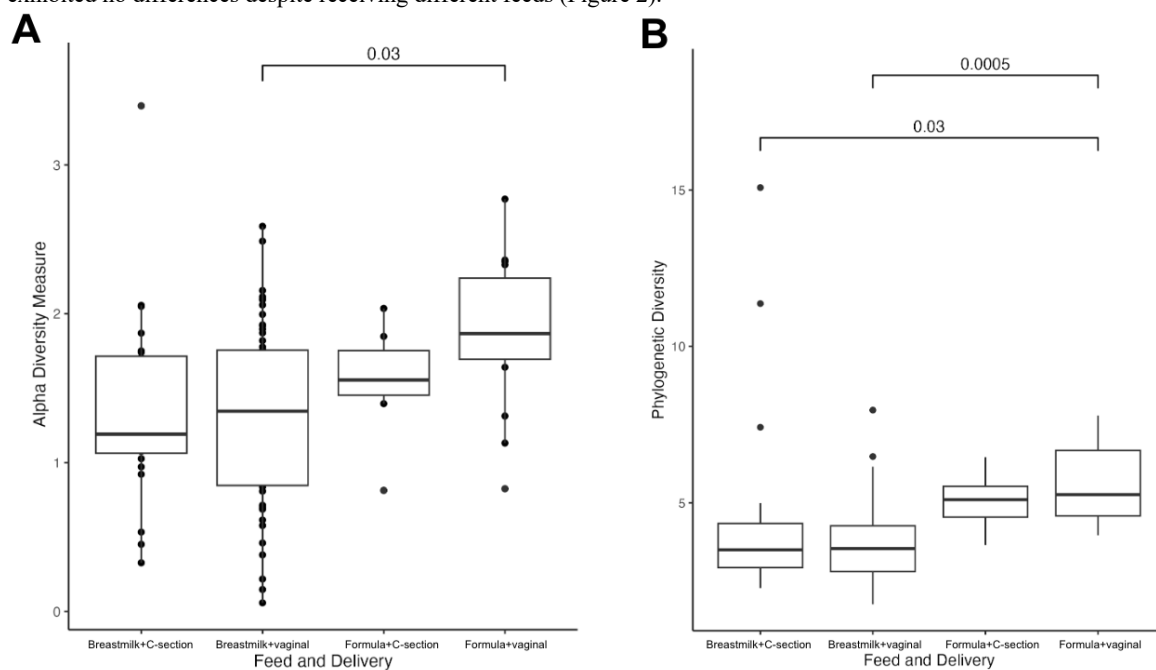 exhibited no differences despite receiving different feeds (Figure 2).
A
0.03
3
2
1
0
Alpha Diversity Measure
Breastmilk+C-section
Breastmilk+vaginal
Formula+C-section
Formula+vaginal
Feed and Delivery
B
0.0005
0.03
15
10
5
Phylogenetic Diversity
Breastmilk+C-section
Breastmilk+vaginal
Formula+C-section
Formula+vaginal
Feed and Delivery